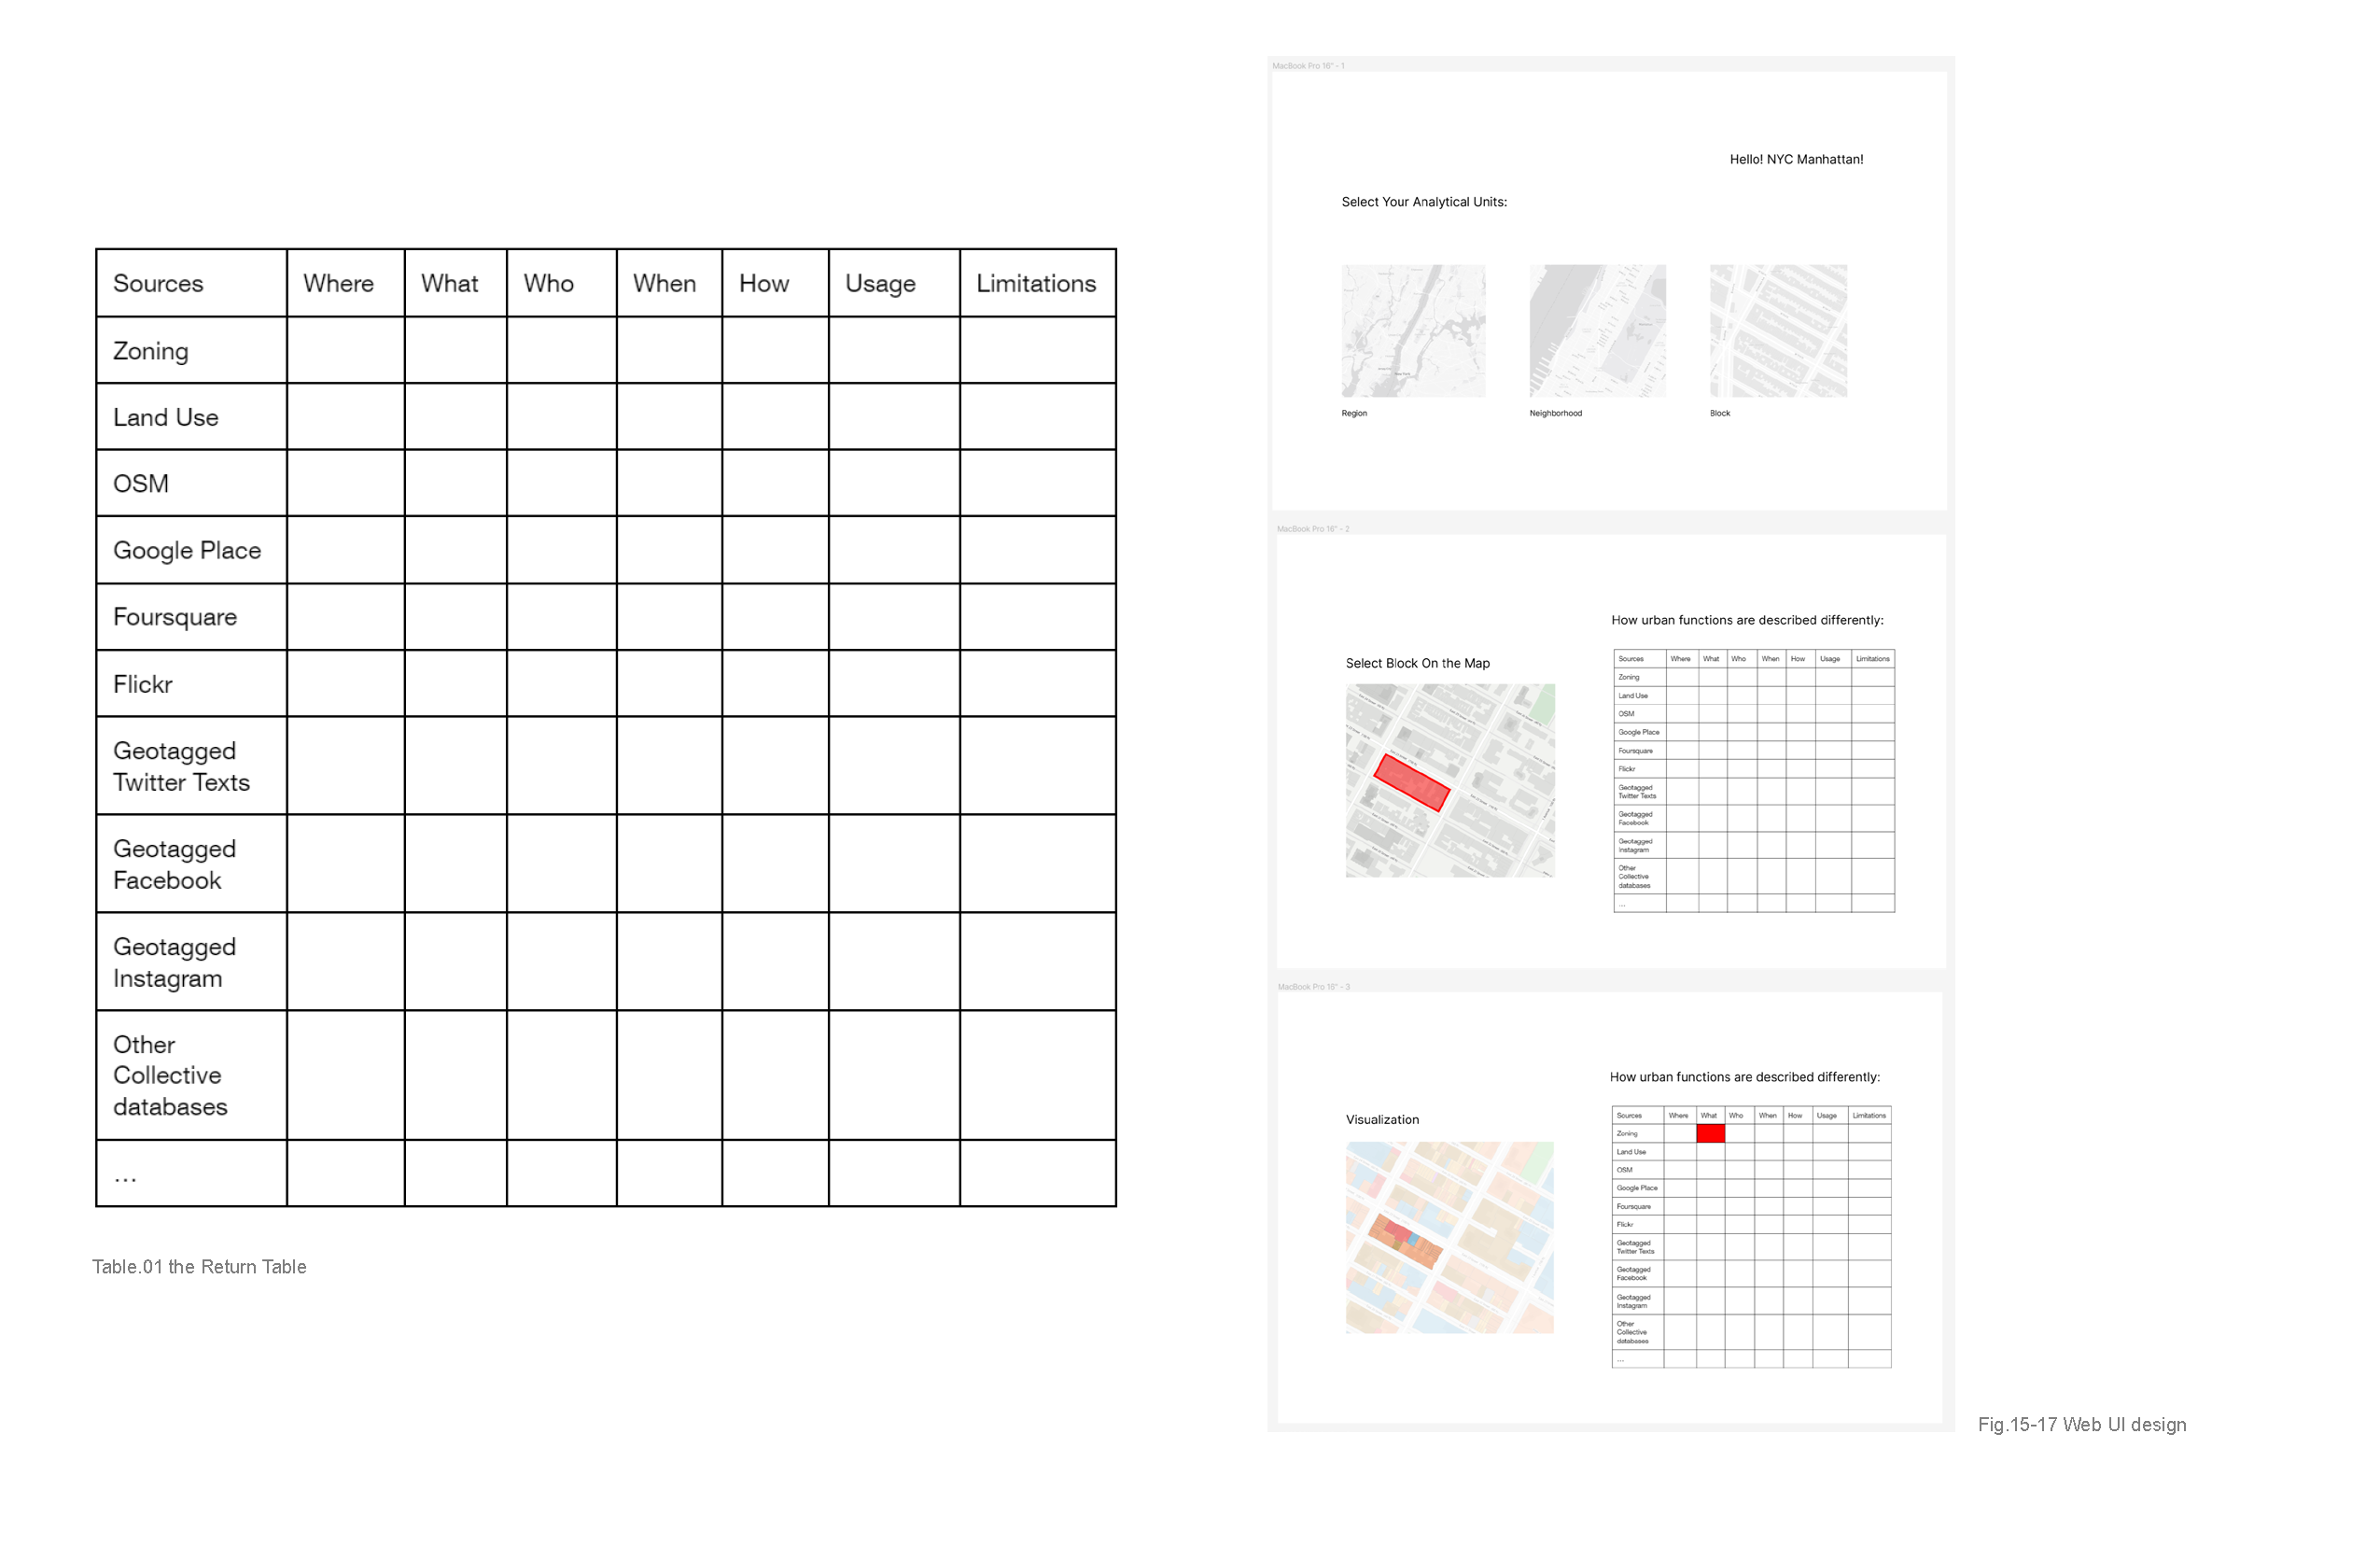 Sources Where What Who When How Usage Limitations
Zoning
Land Use
OSM
Google Place
Foursquare
Flickr
Geotagged
Twitter Texts
Geotagged
Facebook
Geotagged
Instagram
Other
Collective
databases
...
Table.01 the Return Table
MacBook Pro 16" - 1
Hello! NYC Manhattan!
Select Your Analytical Units:
Region Neighborhood Block
MacBook Pro 16" - 2
How urban functions are described differently:
Select Block On the Map
Sources Where What Who When How Usage Limitations
Zoning
Land Use
OSM
Google Place
Foursquare
Flickr
Geotagged
Twitter Texts
Geotagged
Facebook
Geotagged
Instagram
Other
Collective
databases
...
MacBook Pro 16" - 3
How urban functions are described differently:
Visualization
Sources Where What Who When How Usage Limitations
Zoning
Land Use
OSM
Google Place
Foursquare
Flickr
Geotagged
Twitter Texts
Geotagged
Facebook
Geotagged
Instagram
Other
Collective
databases
...
Fig.15-17 Web UI design